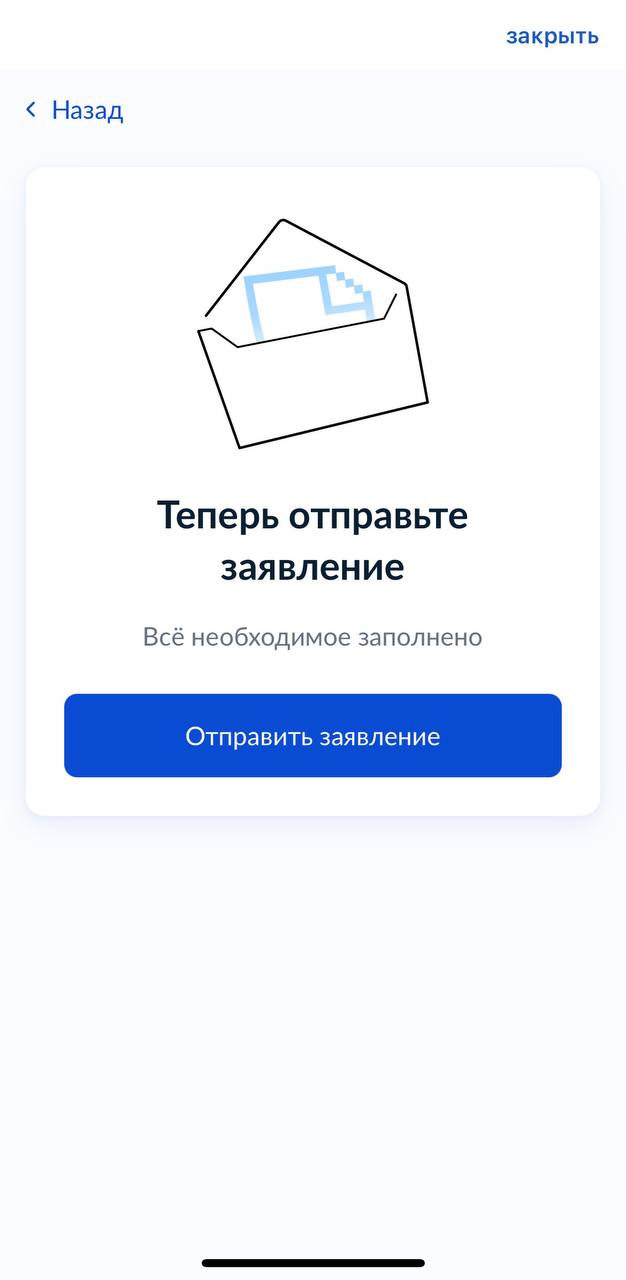 закрыть
Назад
Теперь отправьте
заявление
Всё необходимое заполнено
Отправить заявление